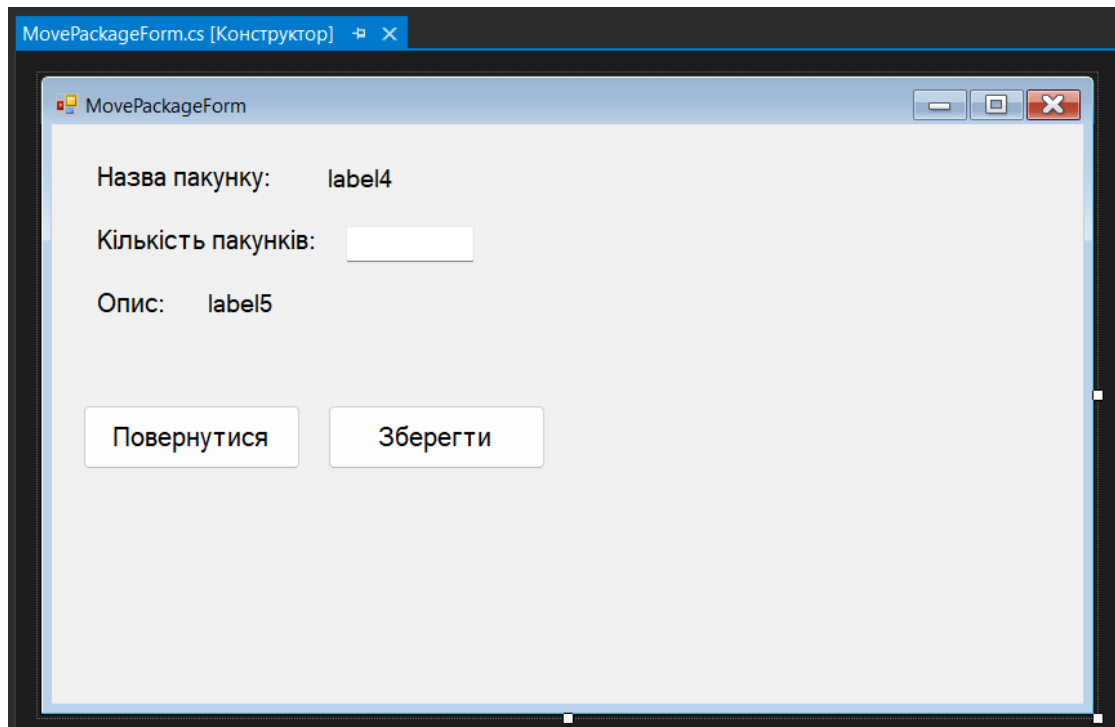 MovePackageForm.cs [Конструктор]
MovePackageForm
Назва пакунку: label4
Кількість пакунків:
Опис: label5
Повернутися Зберегти